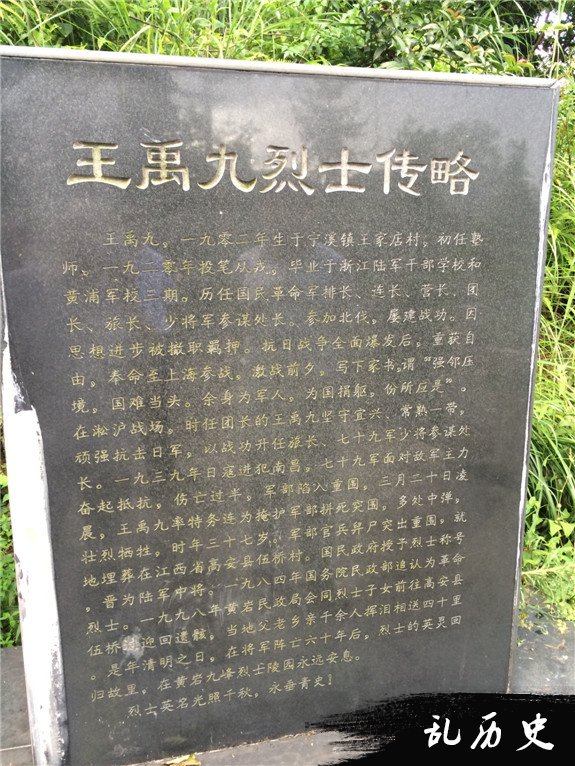 王禹九烈士传略
王禹九。一九零二年生于宁溪镇王家店村。初任塾
师。一九二零年投笔从戎。毕业于浙江陆军干部学校和
黄浦军校三期。历任国民革命军排长、连长、营长、团
长、旅长、少将军参谋处长。参加北伐。屡建战功。因
思想进步被撤职羁押。抗日战争全面爆发后。重获自
由。奉命至上海参战。激战前夕。写下家书。谓“强邻压
境。国难当头。余身为军人。为国捐躯。份所应是”。
在淞沪战场。时任团长的王禹九坚守宜兴、常熟一带。
顽强抗击日军。以战功升任旅长、七十九军少将参谋处
长。一九三九年日寇进犯南昌。七十九军面对敌军主力
奋起抵抗。伤亡过半。军部陷入重围。三月二十日凌
晨。王禹九率特务连为掩护军部拼死突围。多处中弹。
壮烈牺牲。时年三十七岁。军部官兵舁尸突出重围。就
地埋葬在江西省高安县伍桥村。国民政府授予烈士称号
。晋为陆军中将。一九八四年国务院民政部追认为革命
烈士。一九九八年黄岩民政局会同烈士子女前往高安县
伍桥村迎回遗骸。当地父老乡亲千余人挥泪相送四十里
。是年清明之日。在将军阵亡六十年后。烈士的英灵回
归故里。在黄岩九峰烈士陵园永远安息。
烈士英名光照千秋。永垂青史！
乱历史